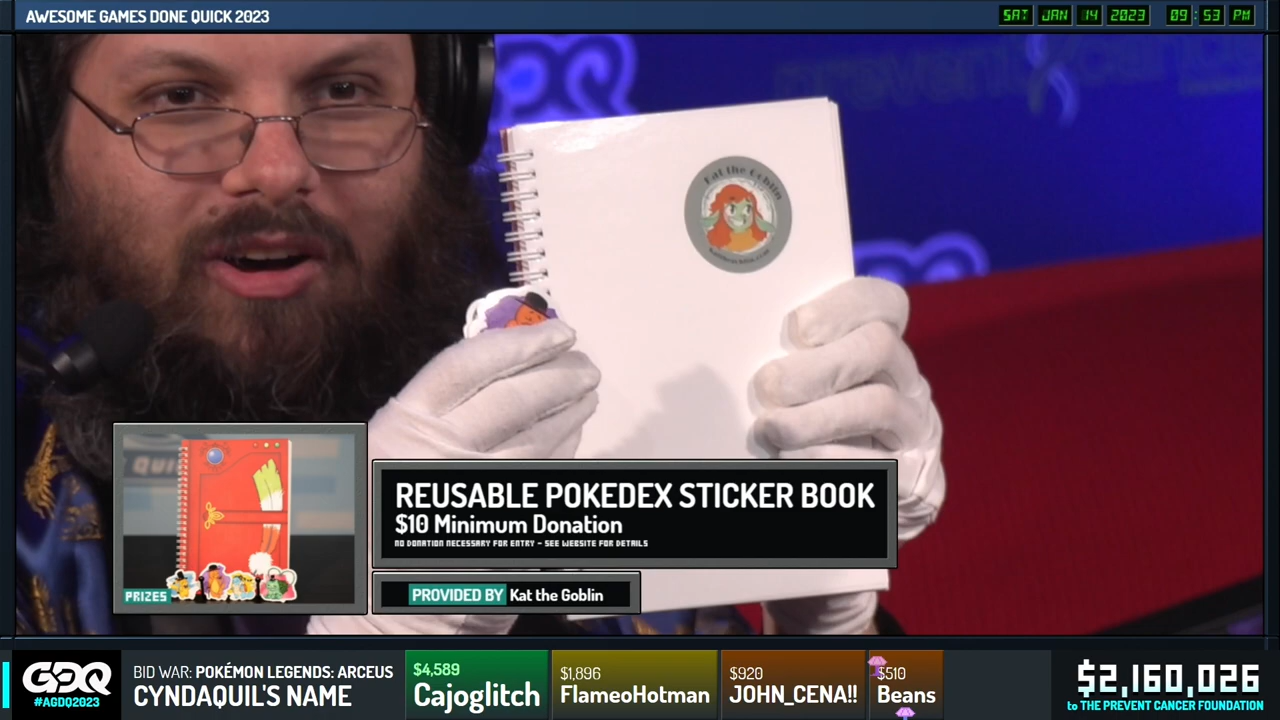 AWESOME GAMES DONE QUICK 2023
SAT JAN 14 2023 09:53 PM
Kat the Goblin
REUSABLE POKEDEX STICKER BOOK
$10 Minimum Donation
NO DONATION NECESSARY FOR ENTRY - SEE WEBSITE FOR DETAILS
PRIZES
PROVIDED BY Kat the Goblin
GDQ
#AGDQ2023
BID WAR: POKÉMON LEGENDS: ARCEUS
CYNDAQUIL'S NAME
$4,589
Cajoglitch
$1,896
FlameoHotman
$920
JOHN_CENA!!
$510
Beans
$2,160,026
to THE PREVENT CANCER FOUNDATION